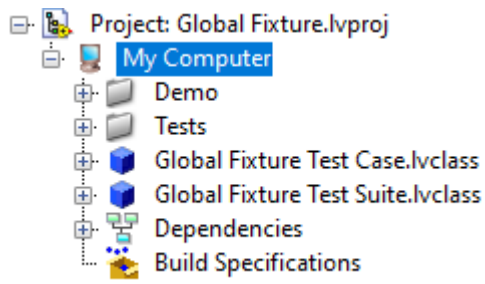 Project: Global Fixture.lvproj
My Computer
Demo
Tests
Global Fixture Test Case.lvclass
Global Fixture Test Suite.lvclass
Dependencies
Build Specifications